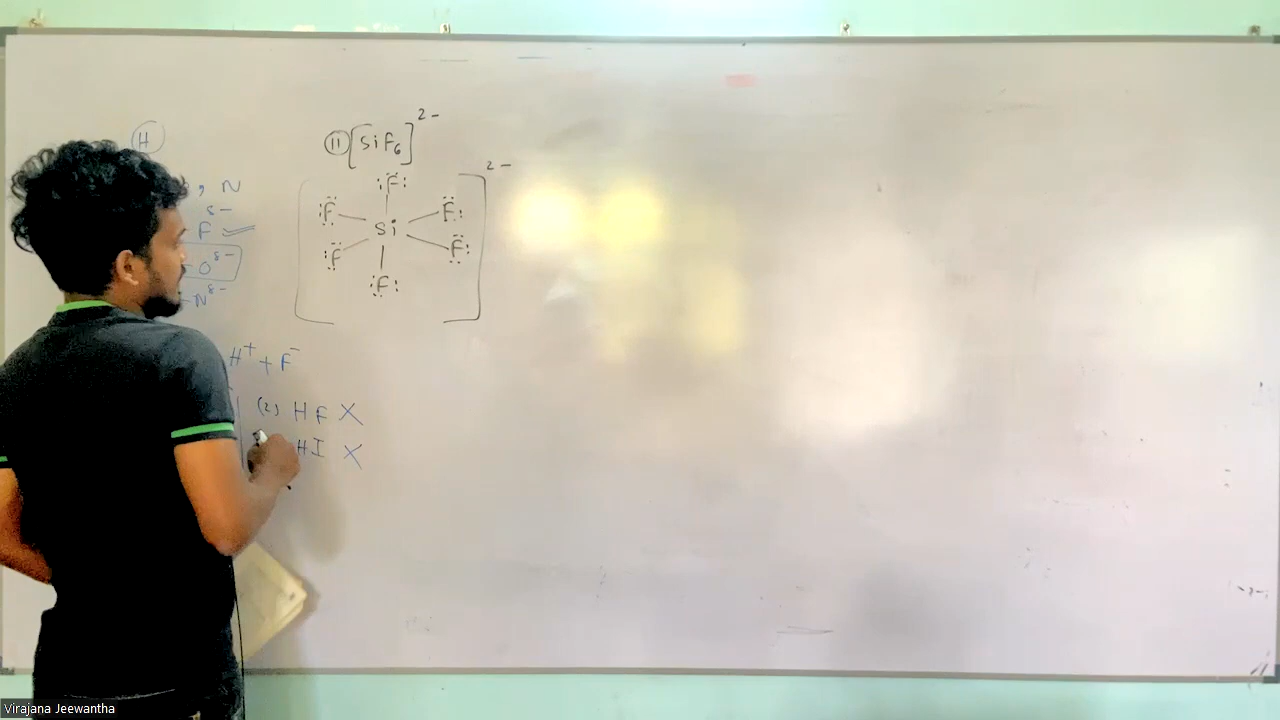 H
, N
δ-
F
-O δ-
-N δ-
H⁺ + F⁻
(2) HF X
HI X
11 [SiF₆]²⁻
2-
:F:
:F F:
Si
:F F:
F:
Virajana Jeewantha